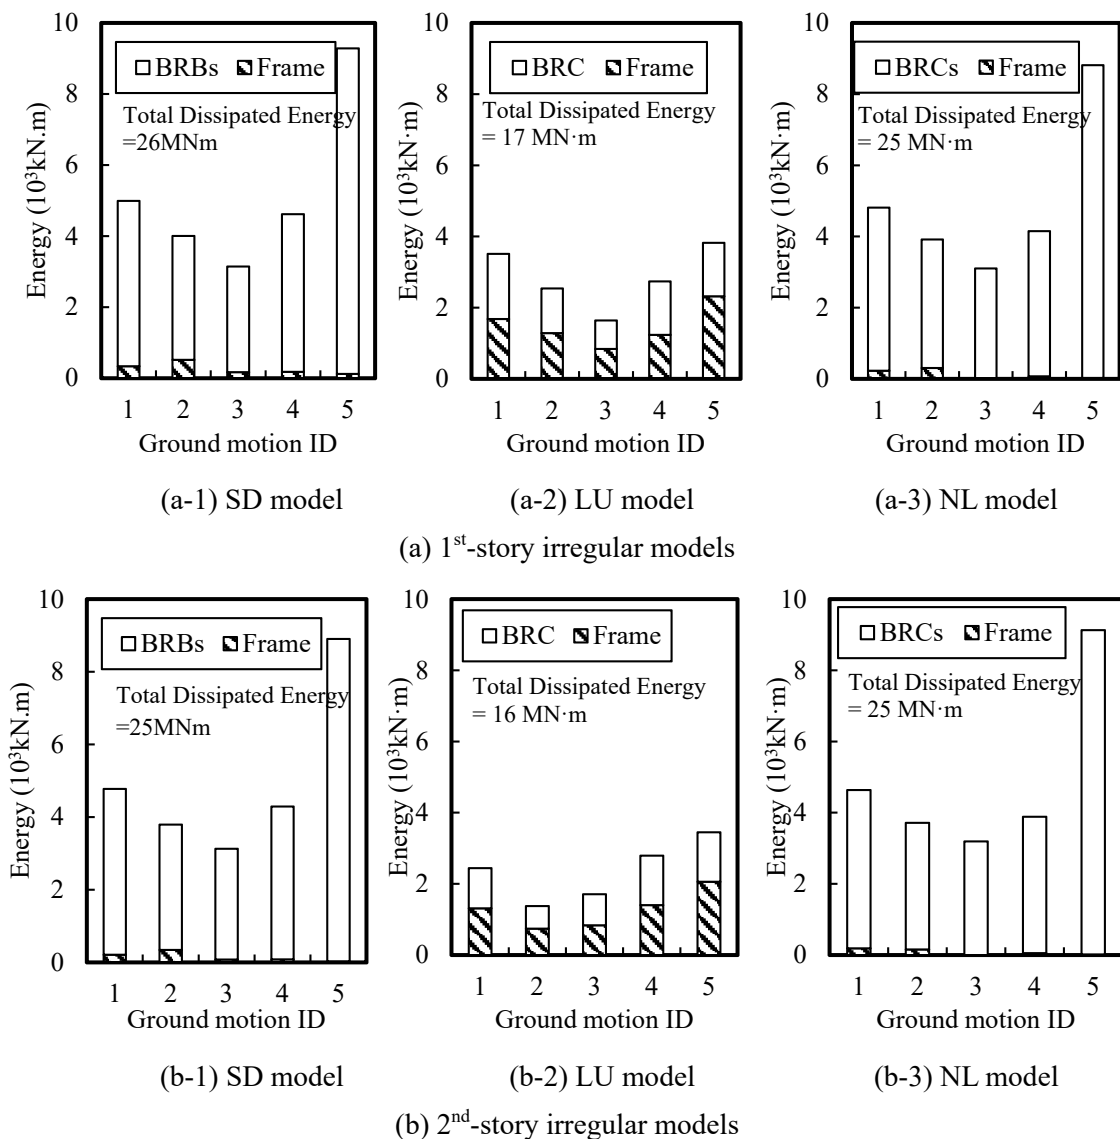 10
8
6
4
2
0
Energy (10³kN.m)
BRBs Frame
Total Dissipated Energy
=26MNm
1 2 3 4 5
Ground motion ID
(a-1) SD model
10
8
6
4
2
0
Energy (10³kN·m)
BRC Frame
Total Dissipated Energy
= 17 MN·m
1 2 3 4 5
Ground motion ID
(a-2) LU model
10
8
6
4
2
0
Energy (10³kN·m)
BRCs Frame
Total Dissipated Energy
= 25 MN·m
1 2 3 4 5
Ground motion ID
(a-3) NL model
(a) 1st-story irregular models
10
8
6
4
2
0
Energy (10³kN.m)
BRBs Frame
Total Dissipated Energy
=25MNm
1 2 3 4 5
Ground motion ID
(b-1) SD model
10
8
6
4
2
0
Energy (10³kN·m)
BRC Frame
Total Dissipated Energy
= 16 MN·m
1 2 3 4 5
Ground motion ID
(b-2) LU model
10
8
6
4
2
0
Energy (10³kN·m)
BRCs Frame
Total Dissipated Energy
= 25 MN·m
1 2 3 4 5
Ground motion ID
(b-3) NL model
(b) 2nd-story irregular models